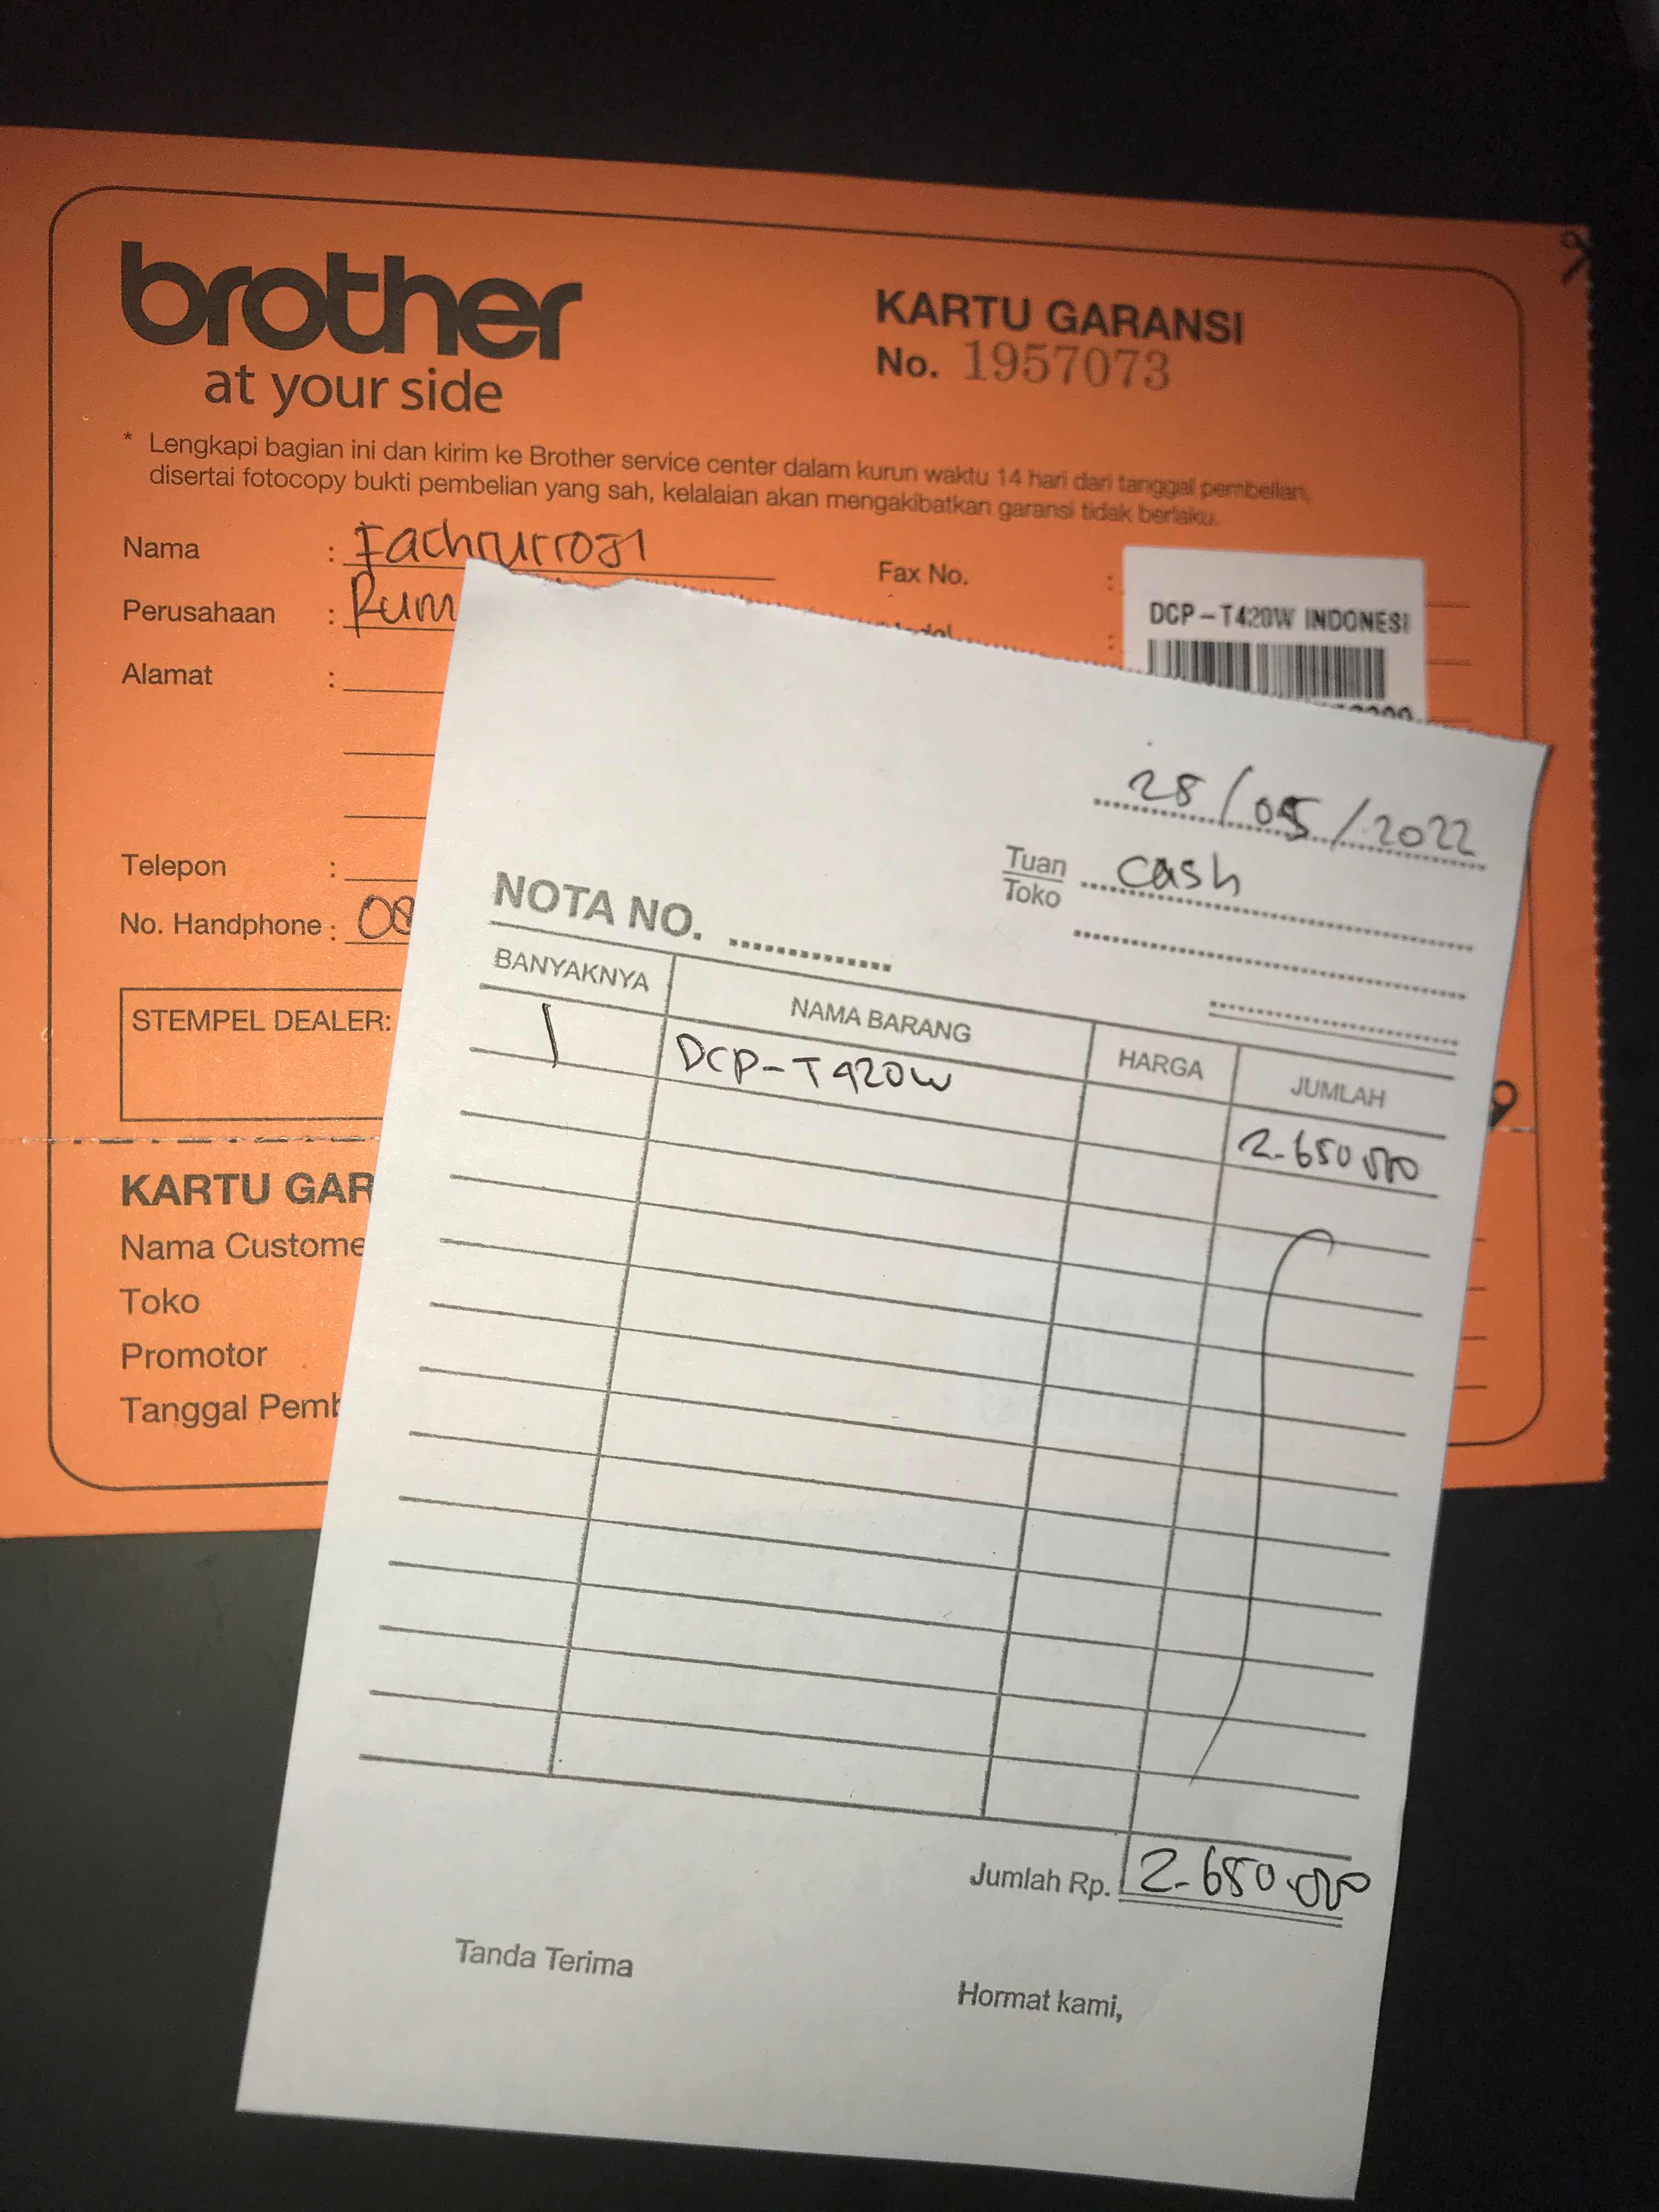 brother
at your side
KARTU GARANSI
No. 1957073
* Lengkapi bagian ini dan kirim ke Brother service center dalam kurun waktu 14 hari dari tanggal pembelian,
disertai fotocopy bukti pembelian yang sah, kelalaian akan mengakibatkan garansi tidak berlaku.
Nama : Fachrurroji
Fax No. :
Perusahaan : Rum
DCP-T420W INDONESI
Alamat :
Telepon :
No. Handphone : 08
STEMPEL DEALER:
KARTU GAR
Nama Custome
Toko
Promotor
Tanggal Pemb
28/05/2022
Tuan
Toko cash
NOTA NO.
BANYAKNYA NAMA BARANG HARGA JUMLAH
1 DCP-T420W 2.650.000
Jumlah Rp. 2.650.000
Tanda Terima
Hormat kami,